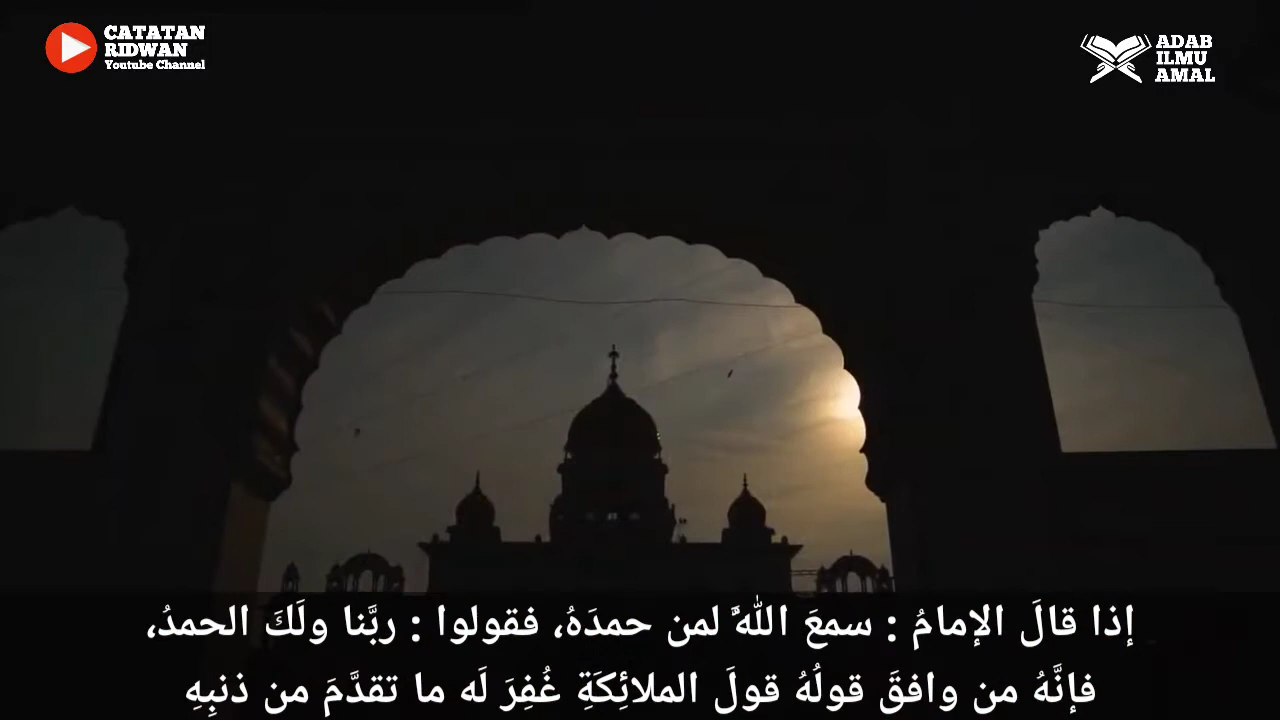 CATATAN
RIDWAN
Youtube Channel
ADAB
ILMU
AMAL
إذا قالَ الإمامُ : سمعَ اللهَُ لمن حمدَهُ، فقولوا : ربَّنا ولَكَ الحمدُ،
فإنَّهُ من وافقَ قولُهُ قولَ الملائِكَةِ غُفِرَ لَه ما تقدَّمَ من ذنبِهِ